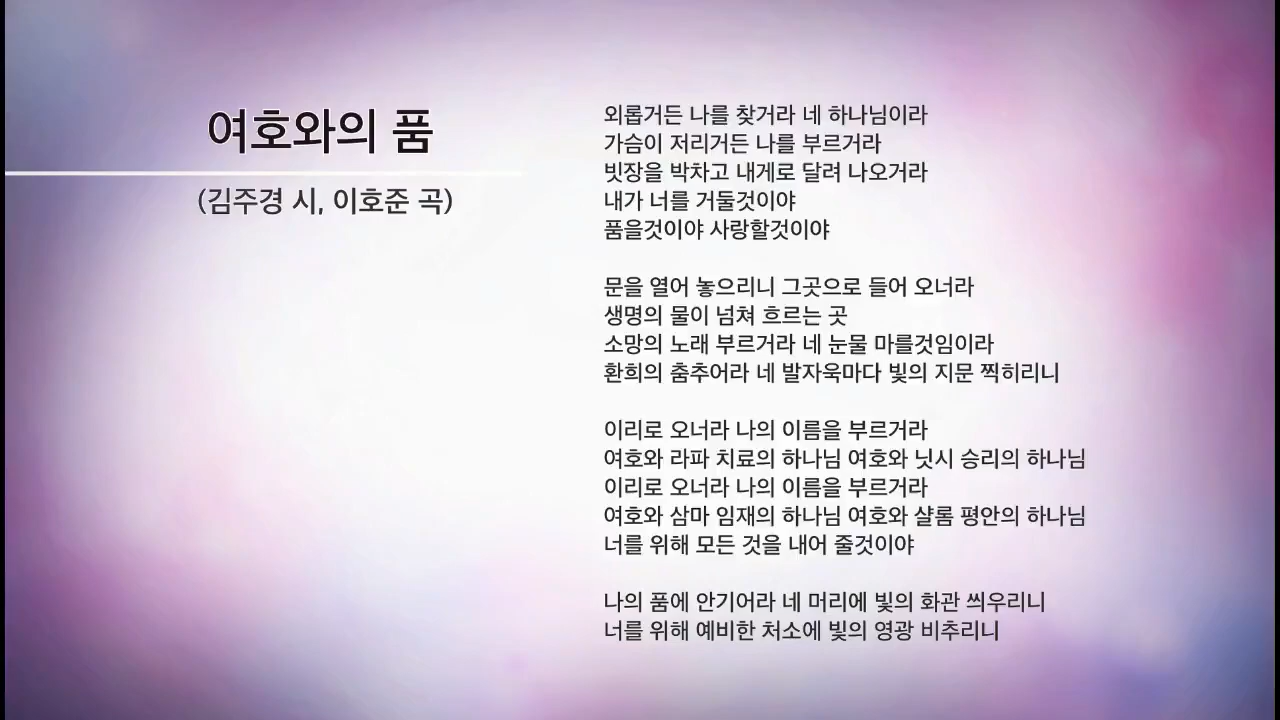 여호와의 품
(김주경 시, 이호준 곡)
외롭거든 나를 찾거라 네 하나님이라
가슴이 저리거든 나를 부르거라
빗장을 박차고 내게로 달려 나오거라
내가 너를 거둘것이야
품을것이야 사랑할것이야
문을 열어 놓으리니 그곳으로 들어 오너라
생명의 물이 넘쳐 흐르는 곳
소망의 노래 부르거라 네 눈물 마를것임이라
환희의 춤추어라 네 발자욱마다 빛의 지문 찍히리니
이리로 오너라 나의 이름을 부르거라
여호와 라파 치료의 하나님 여호와 닛시 승리의 하나님
이리로 오너라 나의 이름을 부르거라
여호와 삼마 임재의 하나님 여호와 샬롬 평안의 하나님
너를 위해 모든 것을 내어 줄것이야
나의 품에 안기어라 네 머리에 빛의 화관 씌우리니
너를 위해 예비한 처소에 빛의 영광 비추리니